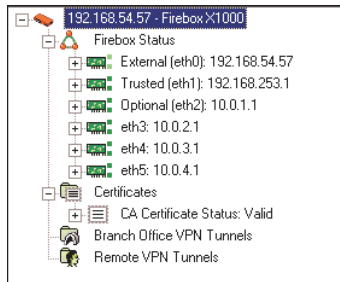 192.168.54.57 - Firebox X1000
Firebox Status
External (eth0): 192.168.54.57
Trusted (eth1): 192.168.253.1
Optional (eth2): 10.0.1.1
eth3: 10.0.2.1
eth4: 10.0.3.1
eth5: 10.0.4.1
Certificates
CA Certificate Status: Valid
Branch Office VPN Tunnels
Remote VPN Tunnels